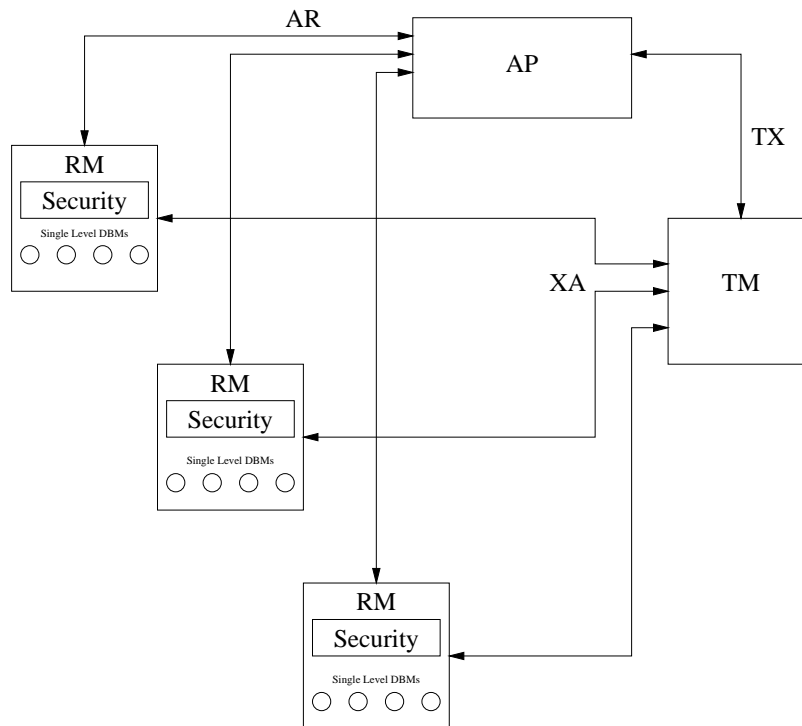 AR
AP
TX
RM
Security
Single Level DBMs
XA
TM
RM
Security
Single Level DBMs
RM
Security
Single Level DBMs